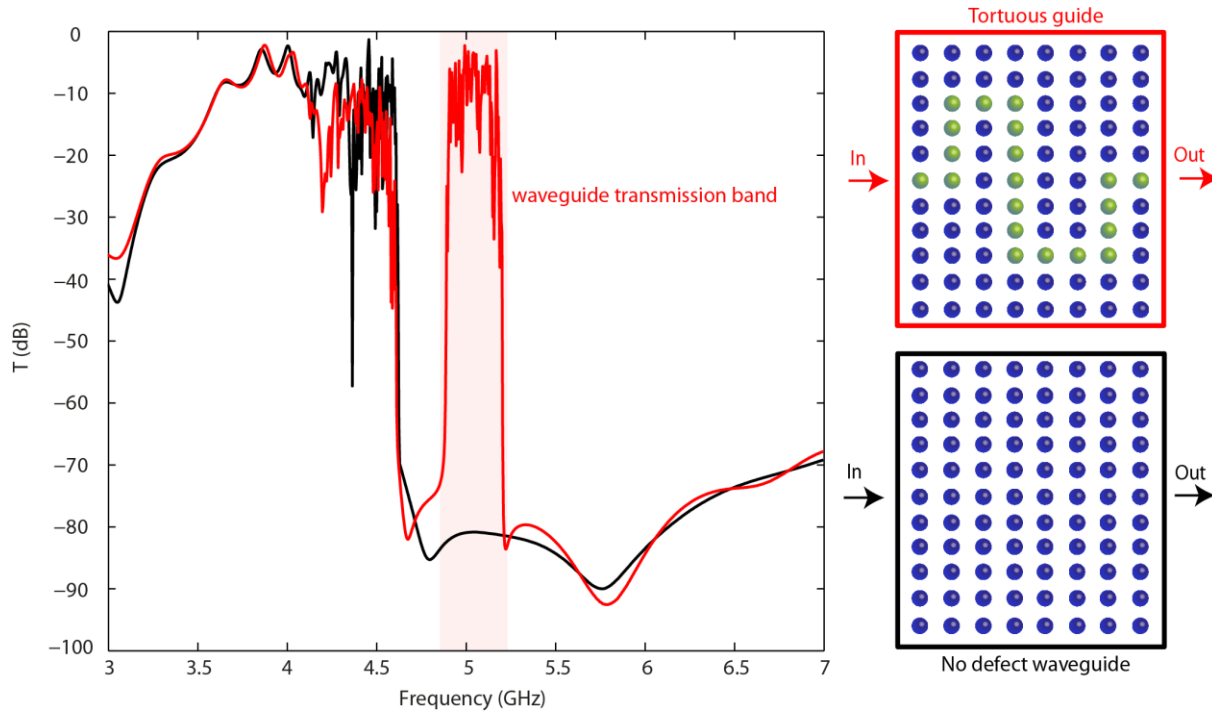 Tortuous guide
0
−10
−20
−30
−40
−50
−60
−70
−80
−90
−100
T (dB)
3
3.5
4
4.5
5
5.5
6
6.5
7
Frequency (GHz)
waveguide transmission band
In
Out
In
Out
No defect waveguide